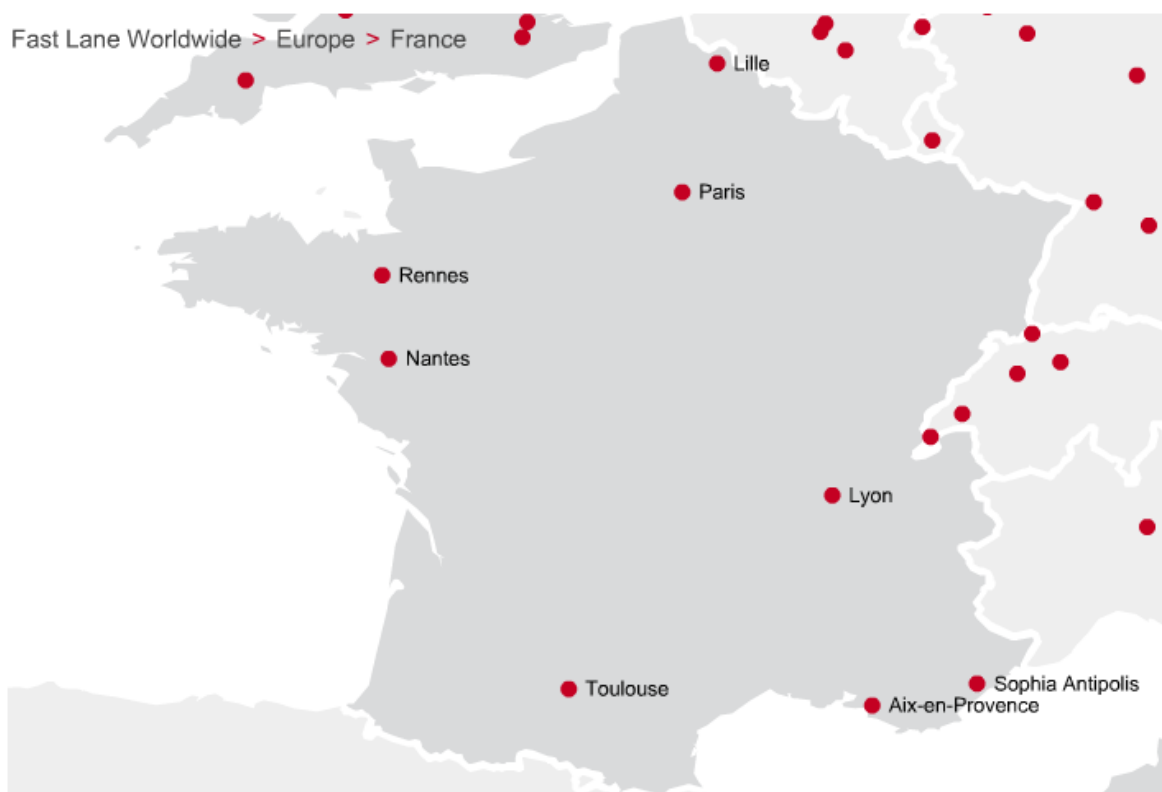 Fast Lane Worldwide > Europe > France
Lille
Paris
Rennes
Nantes
Lyon
Toulouse
Sophia Antipolis
Aix-en-Provence